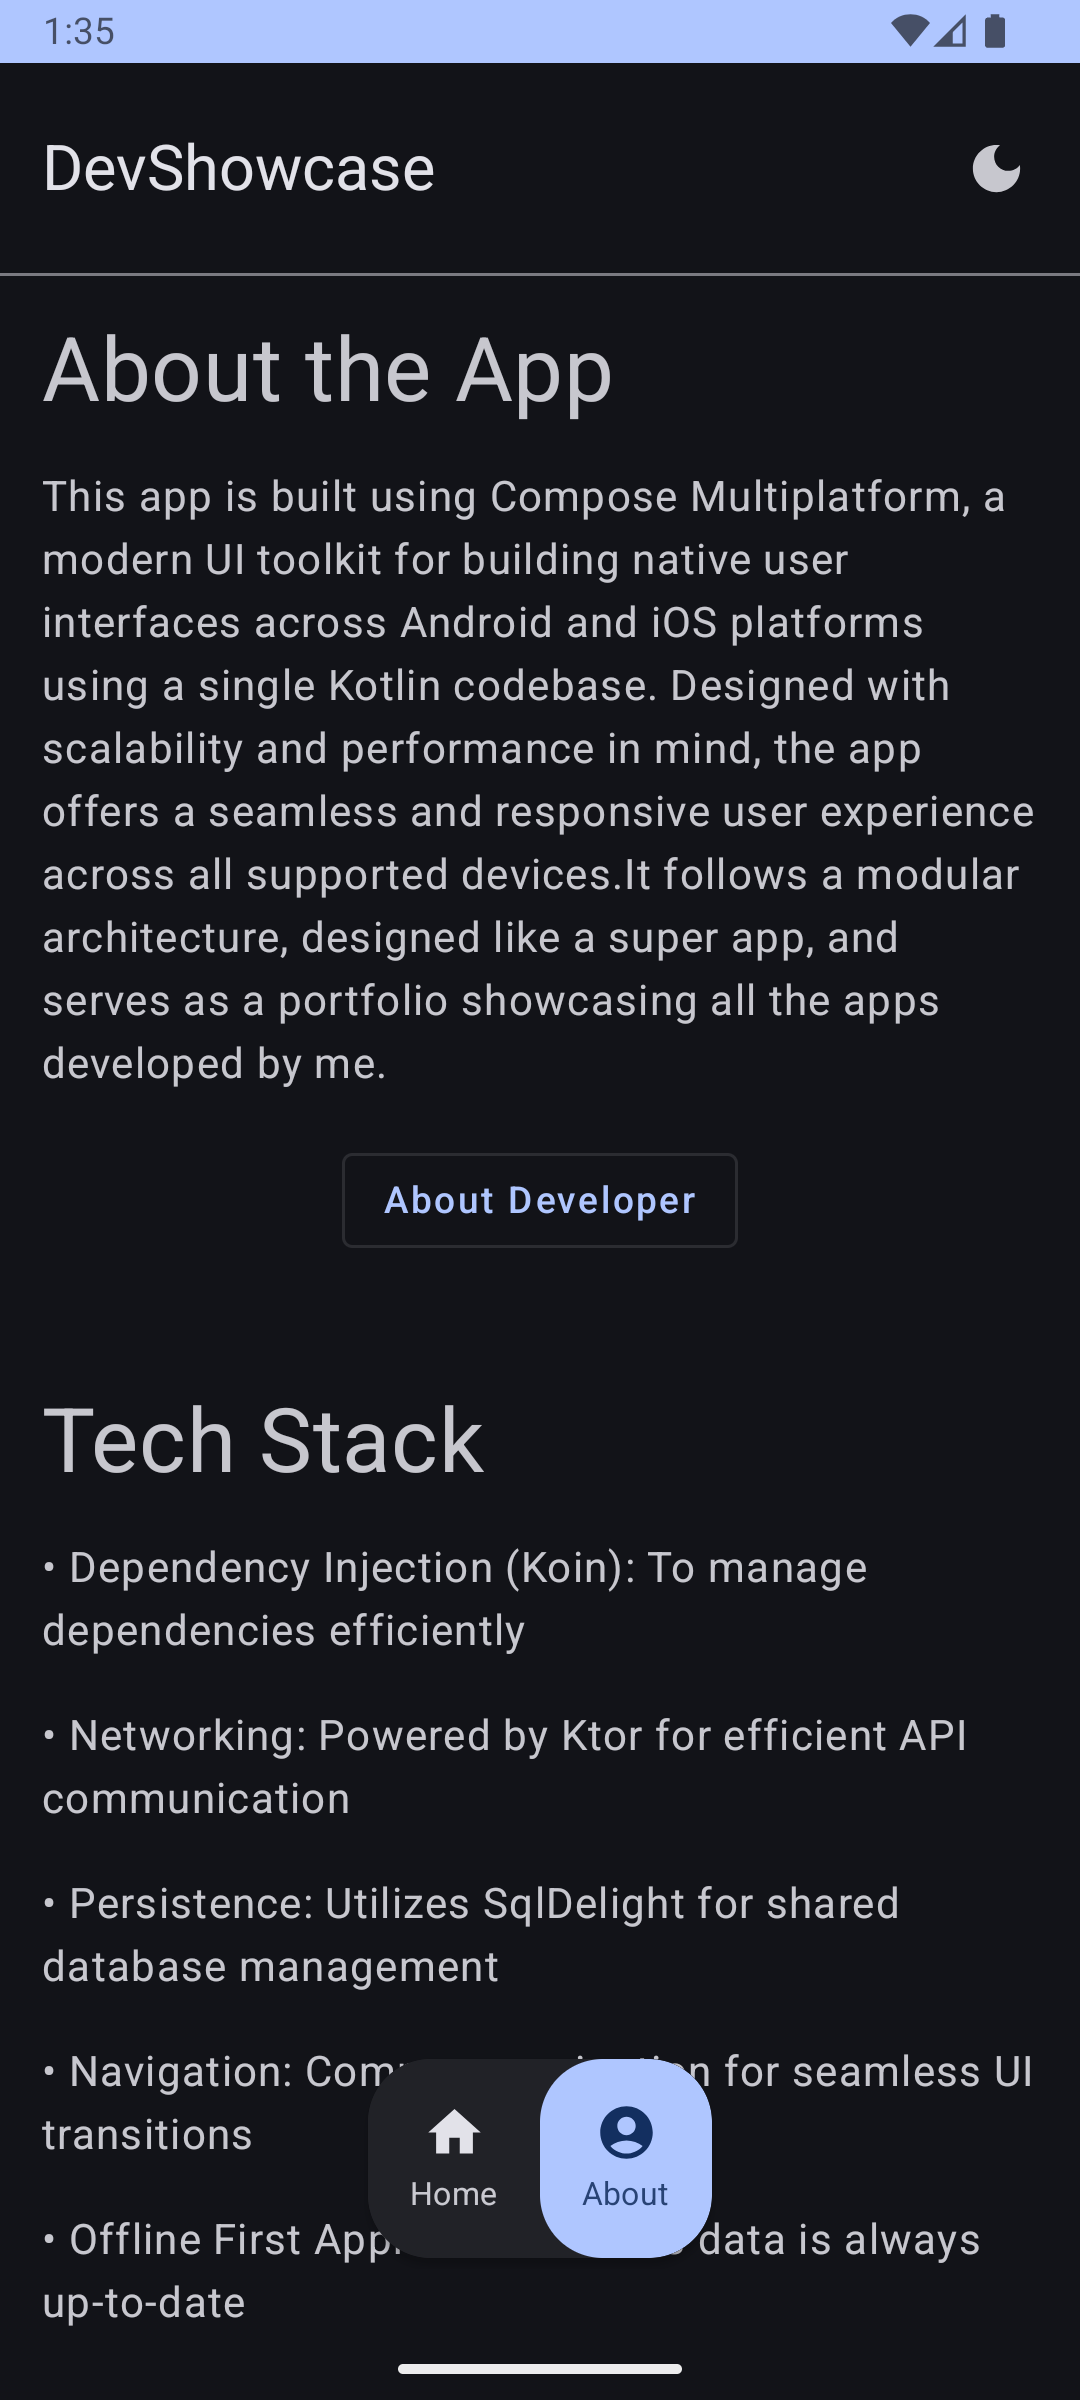 1:35
DevShowcase
About the App
This app is built using Compose Multiplatform, a
modern UI toolkit for building native user
interfaces across Android and iOS platforms
using a single Kotlin codebase. Designed with
scalability and performance in mind, the app
offers a seamless and responsive user experience
across all supported devices.It follows a modular
architecture, designed like a super app, and
serves as a portfolio showcasing all the apps
developed by me.
About Developer
Tech Stack
• Dependency Injection (Koin): To manage
dependencies efficiently
• Networking: Powered by Ktor for efficient API
communication
• Persistence: Utilizes SqlDelight for shared
database management
• Navigation: for seamless UI
transitions
• Offline First data is always
up-to-date
Home
About